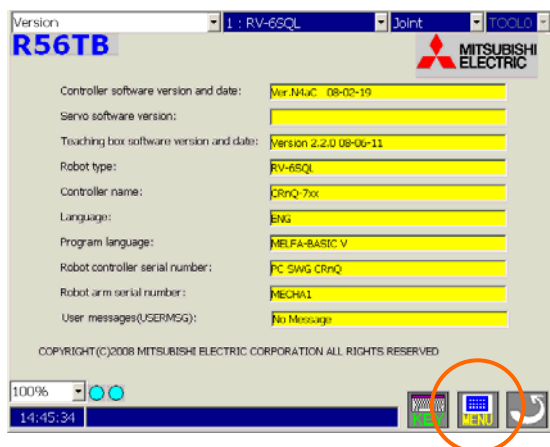 Version 1 : RV-6SQL Joint TOOL0
R56TB
MITSUBISHI
ELECTRIC
Controller software version and date: Ver.N4aC 08-02-19
Servo software version:
Teaching box software version and date: Version 2.2.0 08-06-11
Robot type: RV-6SQL
Controller name: CRnQ-7xx
Language: ENG
Program language: MELFA-BASIC V
Robot controller serial number: PC SWG CRnQ
Robot arm serial number: MECHA1
User messages(USERMSG): No Message
COPYRIGHT(C)2008 MITSUBISHI ELECTRIC CORPORATION ALL RIGHTS RESERVED
100%
14:45:34 KEY MENU